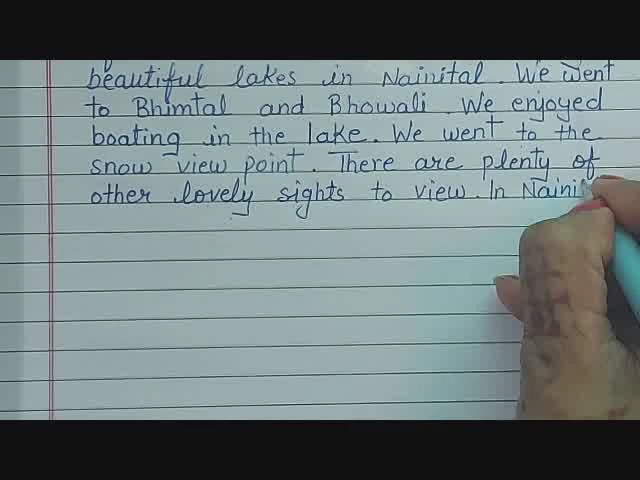 beautiful lakes in Nainital. We went
to Bhimtal and Bhowali. We enjoyed
boating in the lake. We went to the
snow view point. There are plenty of
other lovely sights to view. In Naini